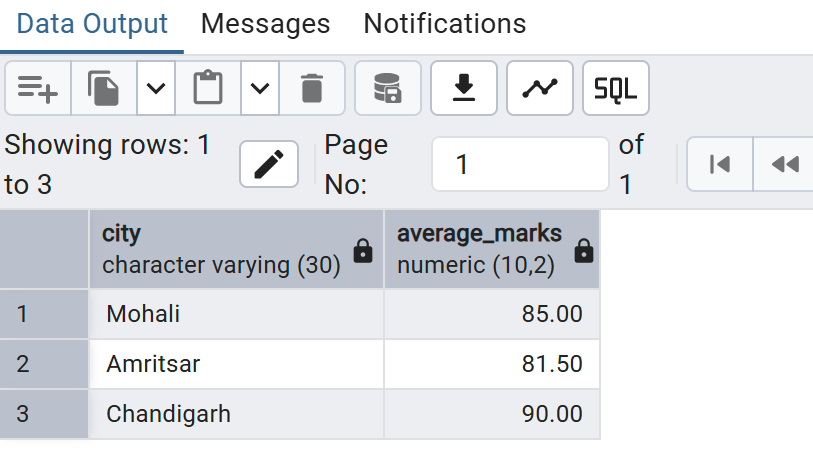 Data Output Messages Notifications
SQL
Showing rows: 1 to 3
Page No: 1 of 1
city average_marks
character varying (30) numeric (10,2)
1 Mohali 85.00
2 Amritsar 81.50
3 Chandigarh 90.00